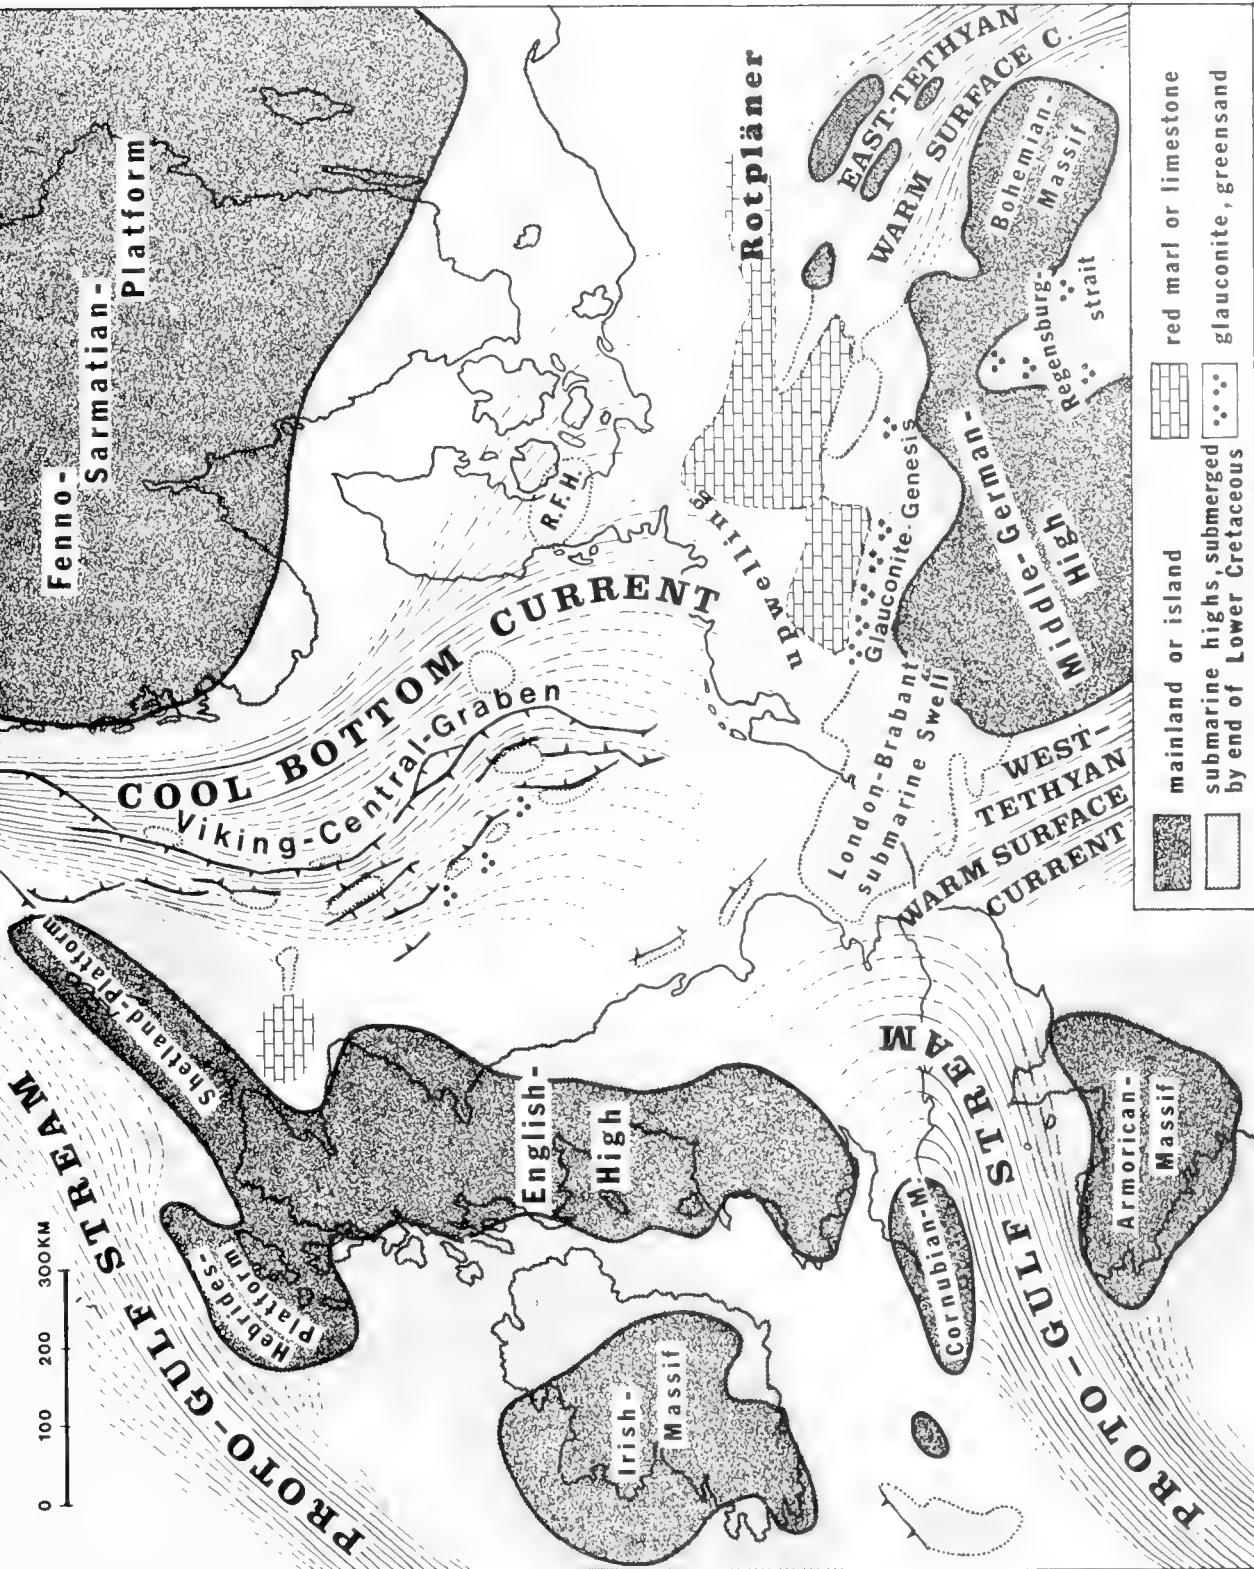 Fenno-
Sarmatian-
Platform
PROTO-GULF STREAM
Shetland-Platform
Hebrides-
Platform
0 100 200 300KM
COOL BOTTOM CURRENT
Viking-Central-Graben
R.F.H.
English-
High
Irish-
Massif
upwelling
Rotpläner
Glauconite-Genesis
London-Brabant
submarine Swell
EAST-TETHYAN
WARM SURFACE C.
Bohemian-
Massif
Regensburg-
strait
Middle-German-
High
WEST-
TETHYAN
WARM SURFACE
CURRENT
Cornubian-M.
PROTO-GULF STREAM
Armorican-
Massif
mainland or island
submarine highs, submerged
by end of Lower Cretaceous
red marl or limestone
glauconite, greensand